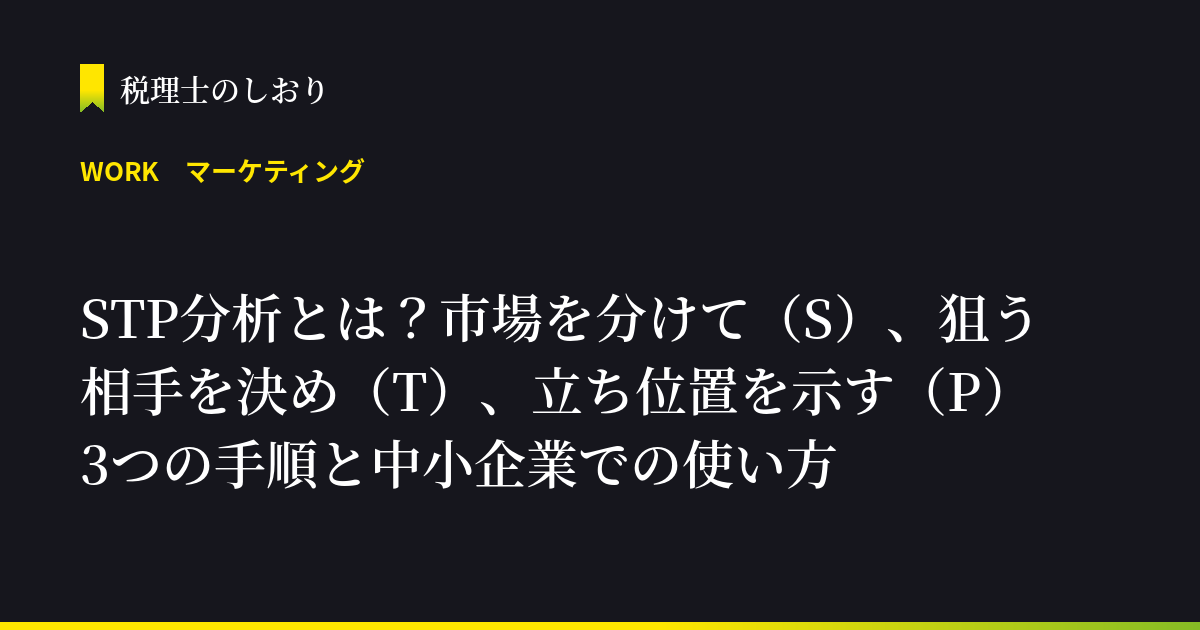 税理士のしおり
WORK　マーケティング
STP分析とは？市場を分けて（S）、狙う
相手を決め（T）、立ち位置を示す（P）
3つの手順と中小企業での使い方